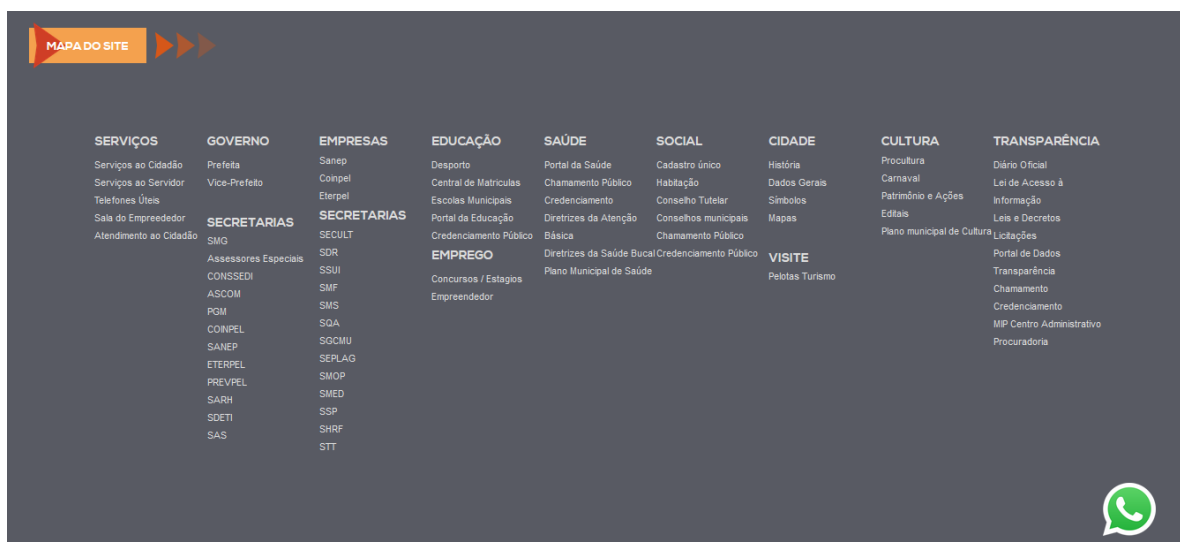 MAPA DO SITE
SERVIÇOS
Serviços ao Cidadão
Serviços ao Servidor
Telefones Úteis
Sala do Empreededor
Atendimento ao Cidadão
GOVERNO
Prefeita
Vice-Prefeito
SECRETARIAS
SMG
Assessores Especiais
CONSSEDI
ASCOM
PGM
COINPEL
SANEP
ETERPEL
PREVPEL
SARH
SDETI
SAS
EMPRESAS
Sanep
Coinpel
Eterpel
SECRETARIAS
SECULT
SDR
SSUI
SMF
SMS
SQA
SGCMU
SEPLAG
SMOP
SMED
SSP
SHRF
STT
EDUCAÇÃO
Desporto
Central de Matriculas
Escolas Municipais
Portal da Educação
Credenciamento Público
EMPREGO
Concursos / Estagios
Empreendedor
SAÚDE
Portal da Saúde
Chamamento Público
Credenciamento
Diretrizes da Atenção
Básica
Diretrizes da Saúde Bucal
Plano Municipal de Saúde
SOCIAL
Cadastro único
Habitação
Conselho Tutelar
Conselhos municipais
Chamamento Público
Credenciamento Público
CIDADE
História
Dados Gerais
Símbolos
Mapas
VISITE
Pelotas Turismo
CULTURA
Procultura
Carnaval
Patrimônio e Ações
Editais
Plano municipal de Cultura
TRANSPARÊNCIA
Diário Oficial
Lei de Acesso à
Informação
Leis e Decretos
Licitações
Portal de Dados
Transparência
Chamamento
Credenciamento
MIP Centro Administrativo
Procuradoria